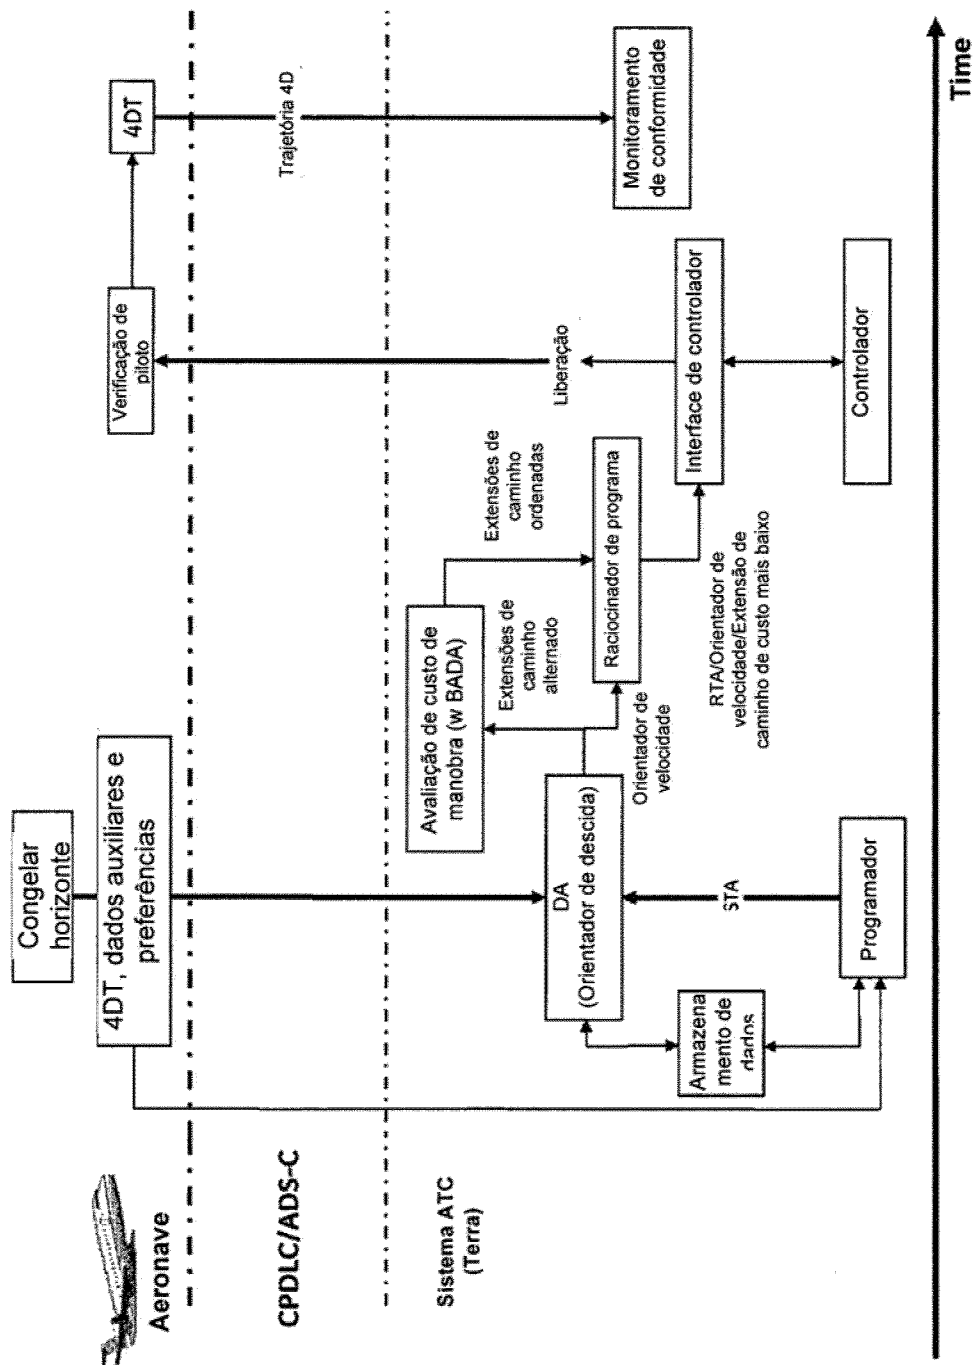 Aeronave
CPDLC/ADS-C
Sistema ATC
(Terra)
Congelar
horizonte
4DT, dados auxiliares e
preferências
DA
(Orientador de descida)
Armazena
mento de
dados
STA
Programador
Avaliação de custo de
manobra (w BADA)
Extensões de
caminho
alternado
Orientador de
velocidade
Extensões de
caminho
ordenadas
Raciocinador de programa
RTA/Orientador de
velocidade/Extensão de
caminho de custo mais baixo
Verificação de
piloto
Liberação
Interface de controlador
Controlador
4DT
Trajetória 4D
Monitoramento
de conformidade
Time